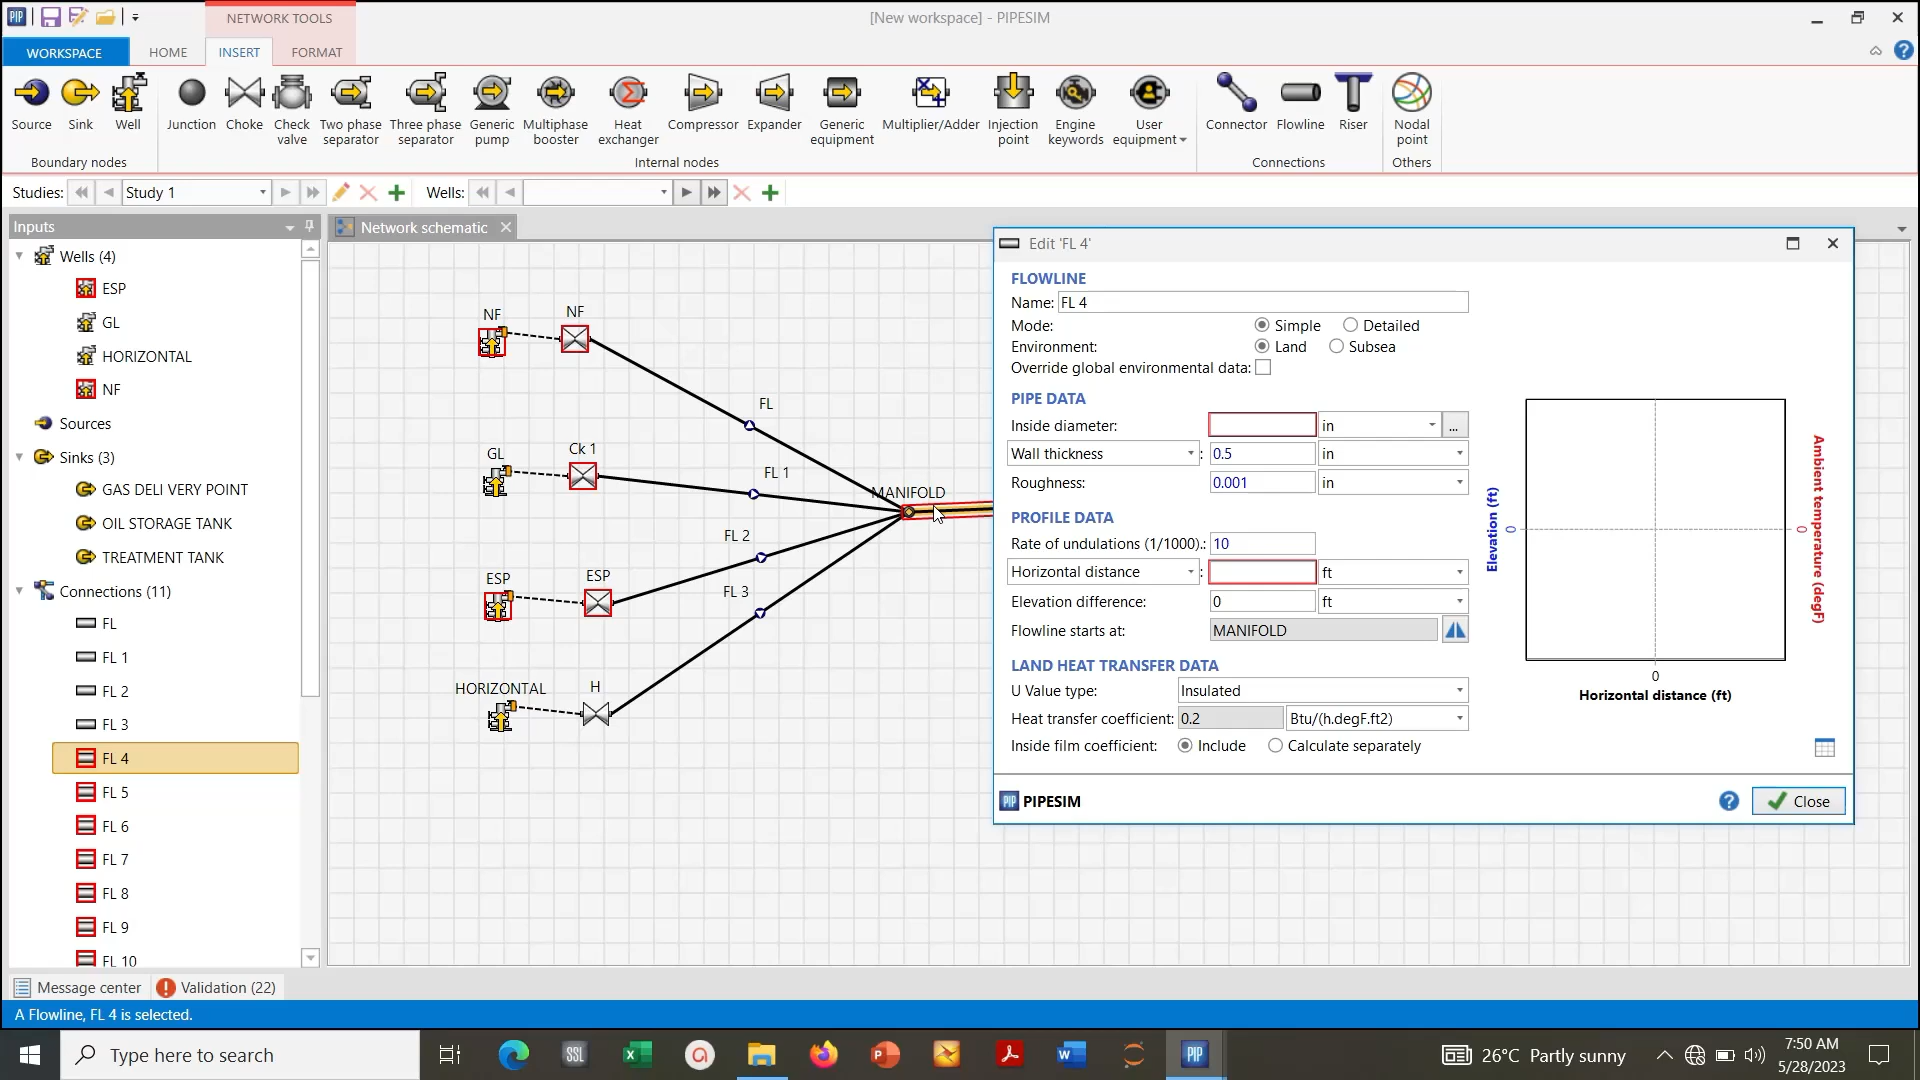 PIP
NETWORK TOOLS
[New workspace] - PIPESIM
WORKSPACE
HOME
INSERT
FORMAT
Source
Sink
Well
Junction
Choke
Check
valve
Two phase
separator
Three phase
separator
Generic
pump
Multiphase
booster
Heat
exchanger
Compressor
Expander
Generic
equipment
Multiplier/Adder
Injection
point
Engine
keywords
User
equipment
Connector
Flowline
Riser
Nodal
point
Boundary nodes
Internal nodes
Connections
Others
Studies:
Study 1
Wells:
Inputs
Network schematic
Wells (4)
ESP
GL
HORIZONTAL
NF
Sources
Sinks (3)
GAS DELI VERY POINT
OIL STORAGE TANK
TREATMENT TANK
Connections (11)
FL
FL 1
FL 2
FL 3
FL 4
FL 5
FL 6
FL 7
FL 8
FL 9
FL 10
NF
NF
FL
GL
Ck 1
FL 1
MANIFOLD
FL 2
ESP
ESP
FL 3
HORIZONTAL
H
Edit 'FL 4'
FLOWLINE
Name: FL 4
Mode: Simple Detailed
Environment: Land Subsea
Override global environmental data:
PIPE DATA
Inside diameter: in ...
Wall thickness : 0.5 in
Roughness: 0.001 in
PROFILE DATA
Rate of undulations (1/1000).: 10
Horizontal distance : ft
Elevation difference: 0 ft
Flowline starts at: MANIFOLD
LAND HEAT TRANSFER DATA
U Value type: Insulated
Heat transfer coefficient: 0.2 Btu/(h.degF.ft2)
Inside film coefficient: Include Calculate separately
Elevation (ft)
0
0
Ambient temperature (degF)
0
Horizontal distance (ft)
PIP PIPESIM
Close
Message center
Validation (22)
A Flowline, FL 4 is selected.
Type here to search
SSL
PIP
26°C Partly sunny
7:50 AM
5/28/2023